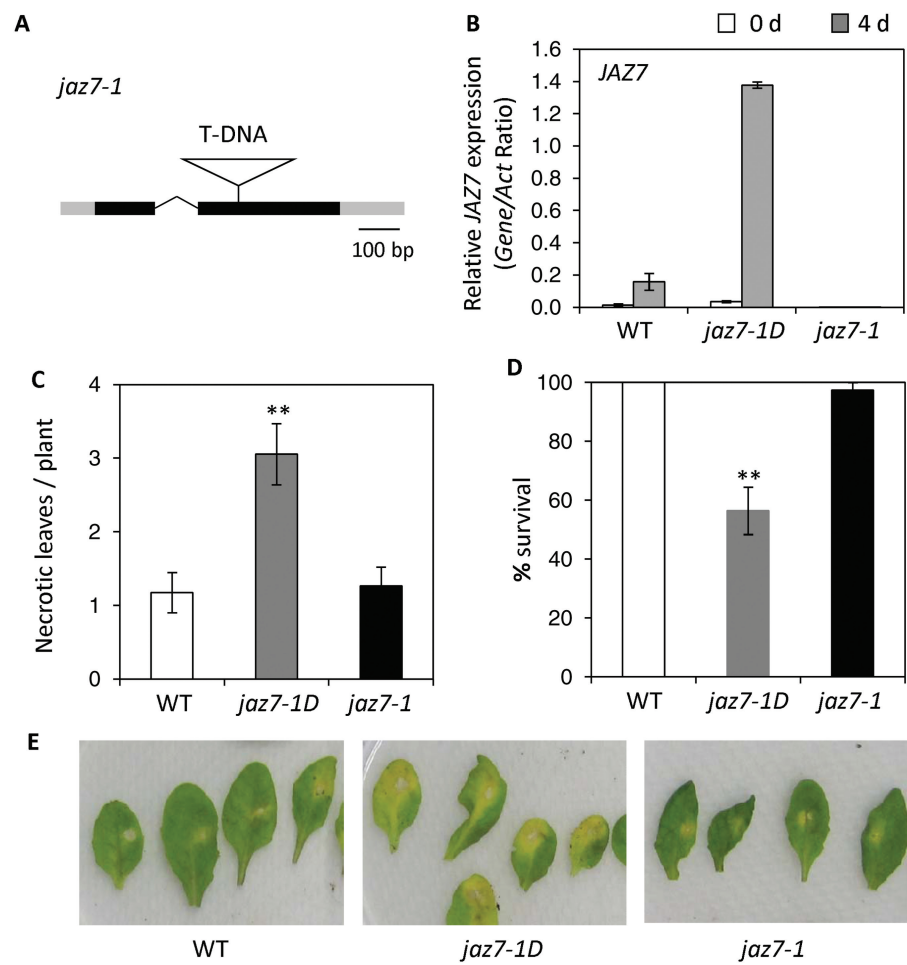 A
jaz7-1
T-DNA
100 bp
B
0 d
4 d
JAZ7
Relative JAZ7 expression
(Gene/Act Ratio)
1.6
1.4
1.2
1.0
0.8
0.6
0.4
0.2
0.0
WT
jaz7-1D
jaz7-1
C
Necrotic leaves / plant
4
3
2
1
0
**
WT
jaz7-1D
jaz7-1
D
% survival
100
80
60
40
20
0
**
WT
jaz7-1D
jaz7-1
E
WT
jaz7-1D
jaz7-1